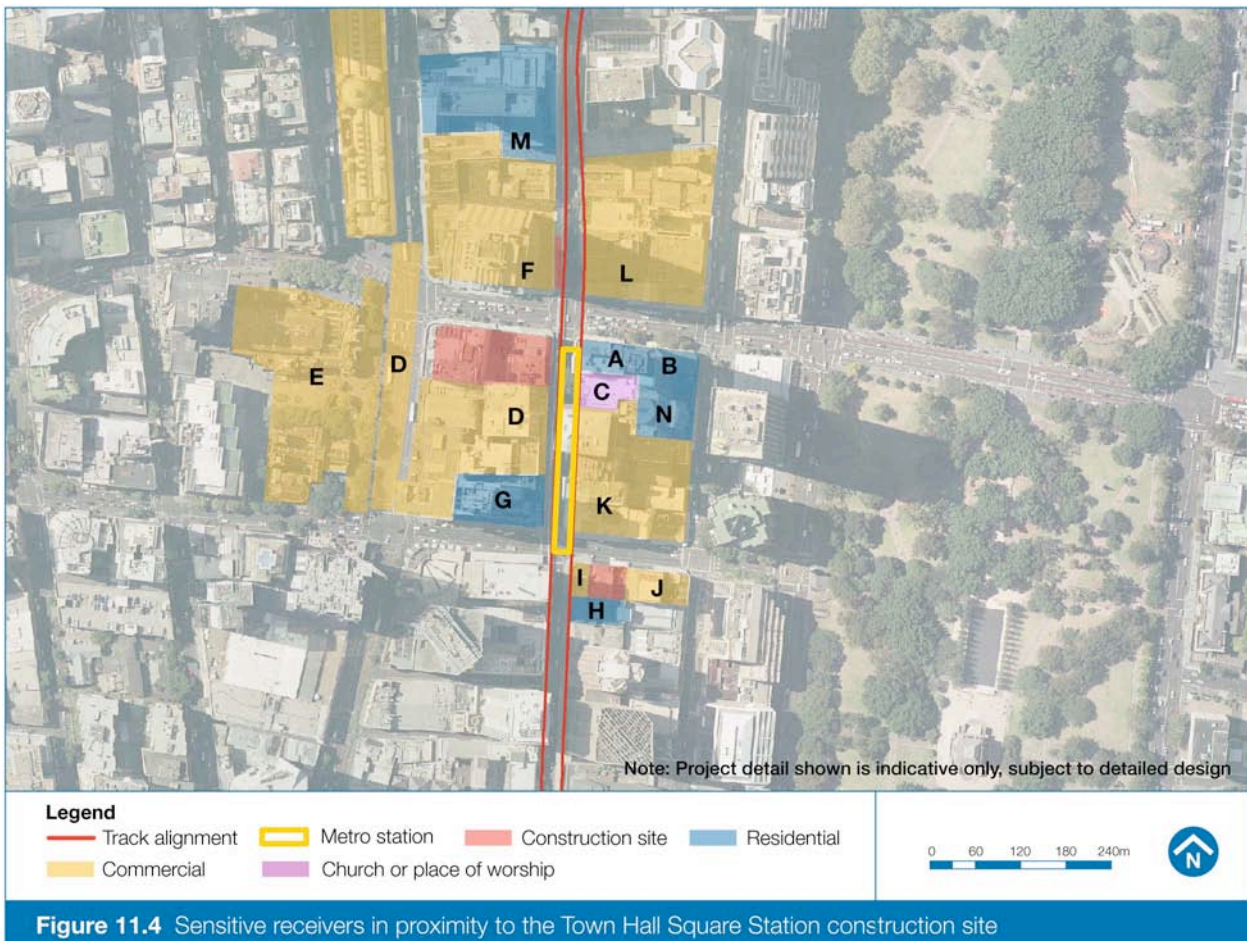 M
F
L
A
B
E
D
C
D
N
G
K
I
J
H
Note: Project detail shown is indicative only, subject to detailed design
Legend
Track alignment
Metro station
Construction site
Residential
Commercial
Church or place of worship
0 60 120 180 240m
N
Figure 11.4 Sensitive receivers in proximity to the Town Hall Square Station construction site